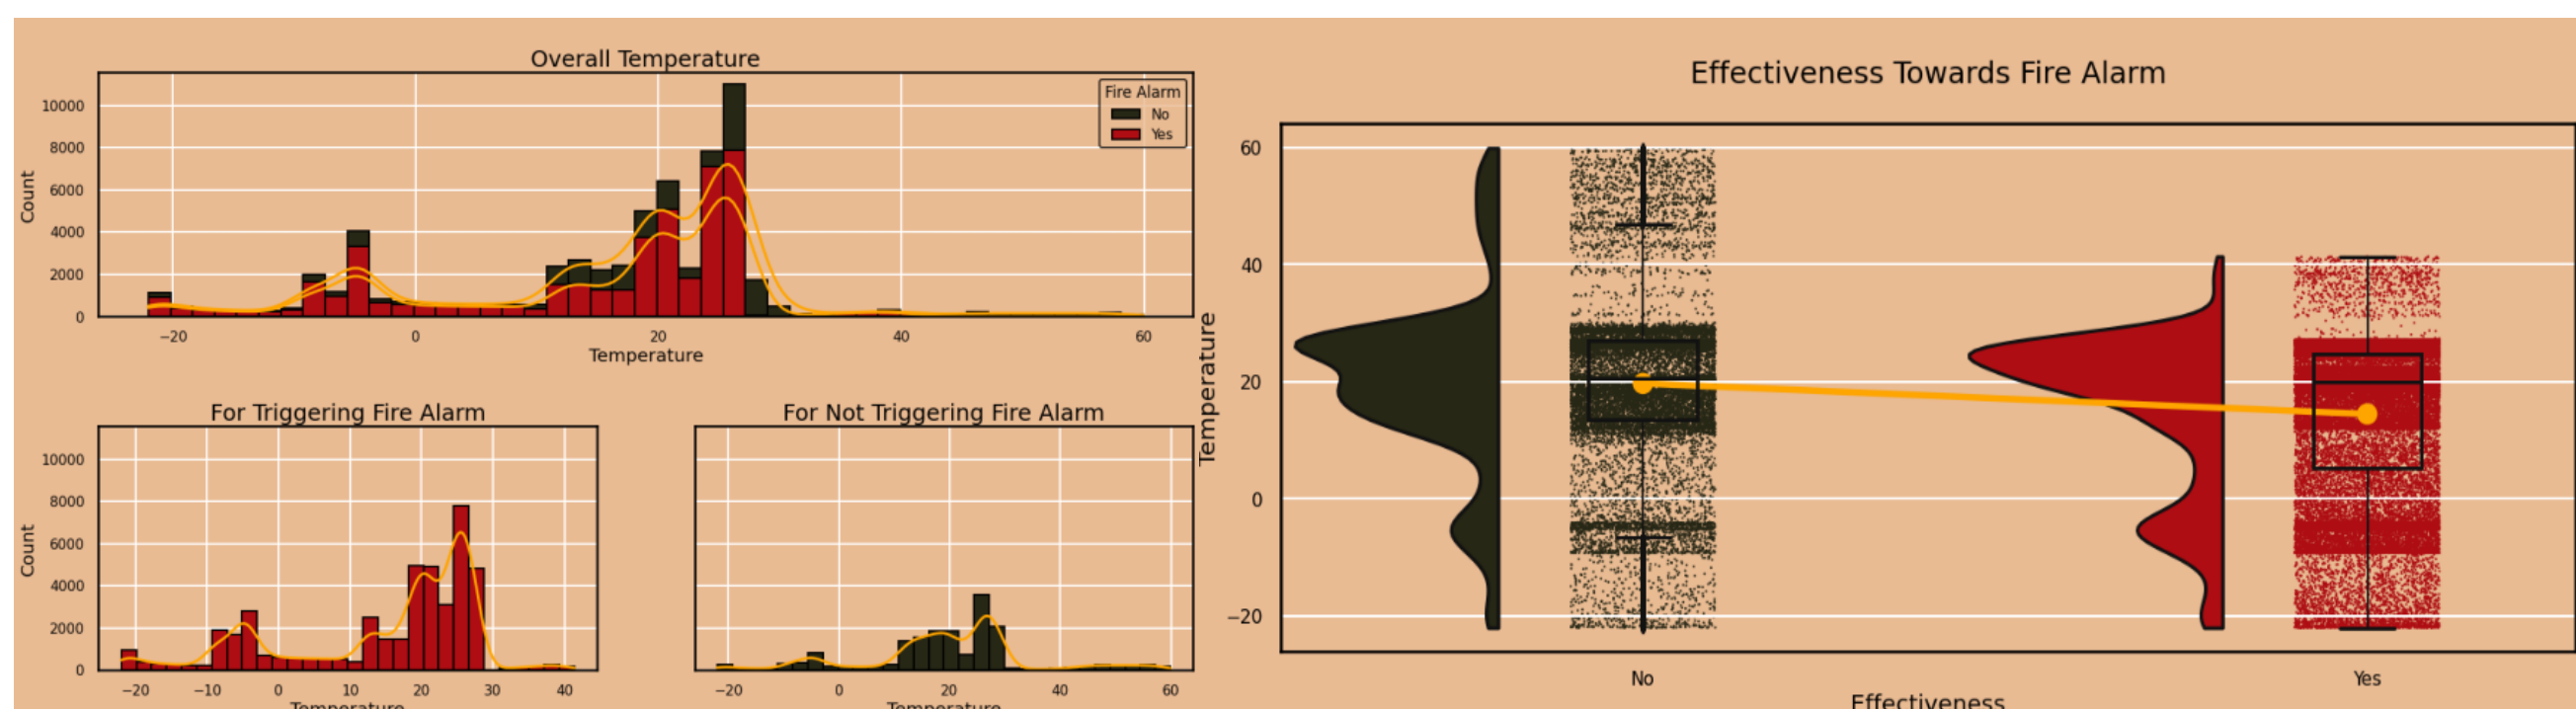 Overall Temperature
Fire Alarm
No
Yes
Count
10000
8000
6000
4000
2000
0
−20 0 20 40 60
Temperature
For Triggering Fire Alarm
Count
10000
8000
6000
4000
2000
0
−20 −10 0 10 20 30 40
Temperature
For Not Triggering Fire Alarm
−20 0 20 40 60
Temperature
Effectiveness Towards Fire Alarm
Temperature
60
40
20
0
−20
No Yes
Effectiveness